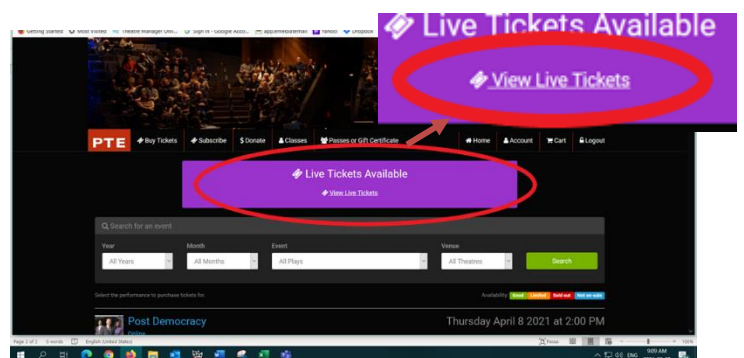 Getting Started
Most Visited
Theatre Manager Onli...
Sign in - Google Acco...
Yahoo
Dropbox
Live Tickets Available
View Live Tickets
PTE
Buy Tickets
Subscribe
$ Donate
Classes
Passes or Gift Certificate
Home
Account
Cart
Logout
Live Tickets Available
View Live Tickets
Search for an event
Year
Month
Event
Venue
All Years
All Months
All Plays
All Theatres
Search
Select the performance to purchase tickets for.
Availability
Good
Limited
Sold-out
Not on-sale
Post Democracy
Thursday April 8 2021 at 2:00 PM
Online
Page 2 of 2
5 words
English (United States)
Focus
100%
ENG
9:09 AM